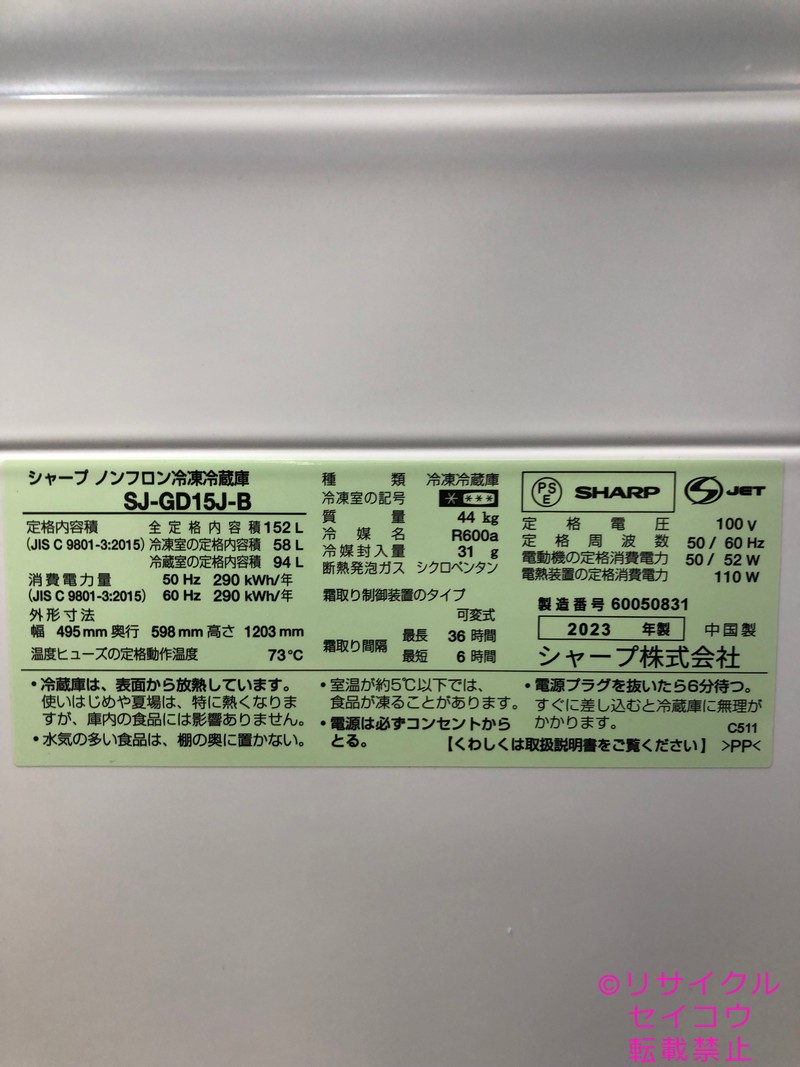 シャープ ノンフロン冷凍冷蔵庫
SJ-GD15J-B
定格内容積 全定格内容積 152 L
(JIS C 9801-3:2015) 冷凍室の定格内容積 58 L
冷蔵室の定格内容積 94 L
消費電力量 50 Hz 290 kWh/年
(JIS C 9801-3:2015) 60 Hz 290 kWh/年
外形寸法
幅 495 mm 奥行 598 mm 高さ 1203 mm
温度ヒューズの定格動作温度 73℃
種類 冷凍冷蔵庫
冷凍室の記号 * ***
質量 44 kg
冷媒名 R600a
冷媒封入量 31 g
断熱発泡ガス シクロペンタン
霜取り制御装置のタイプ
可変式
霜取り間隔 最長 36 時間
最短 6 時間
PSE SHARP S JET
定格電圧 100 V
定格周波数 50 / 60 Hz
電動機の定格消費電力 50 / 52 W
電熱装置の定格消費電力 110 W
製造番号 60050831
2023 年製 中国製
シャープ株式会社
・冷蔵庫は、表面から放熱しています。
使いはじめや夏場は、特に熱くなりま
すが、庫内の食品には影響ありません。
・水気の多い食品は、棚の奥に置かない。
・室温が約5℃以下では、
食品が凍ることがあります。
・電源は必ずコンセントから
とる。
・電源プラグを抜いたら6分待つ。
すぐに差し込むと冷蔵庫に無理が
かかります。
C511
【くわしくは取扱説明書をご覧ください】 >PP<
©リサイクル
セイコウ
転載禁止